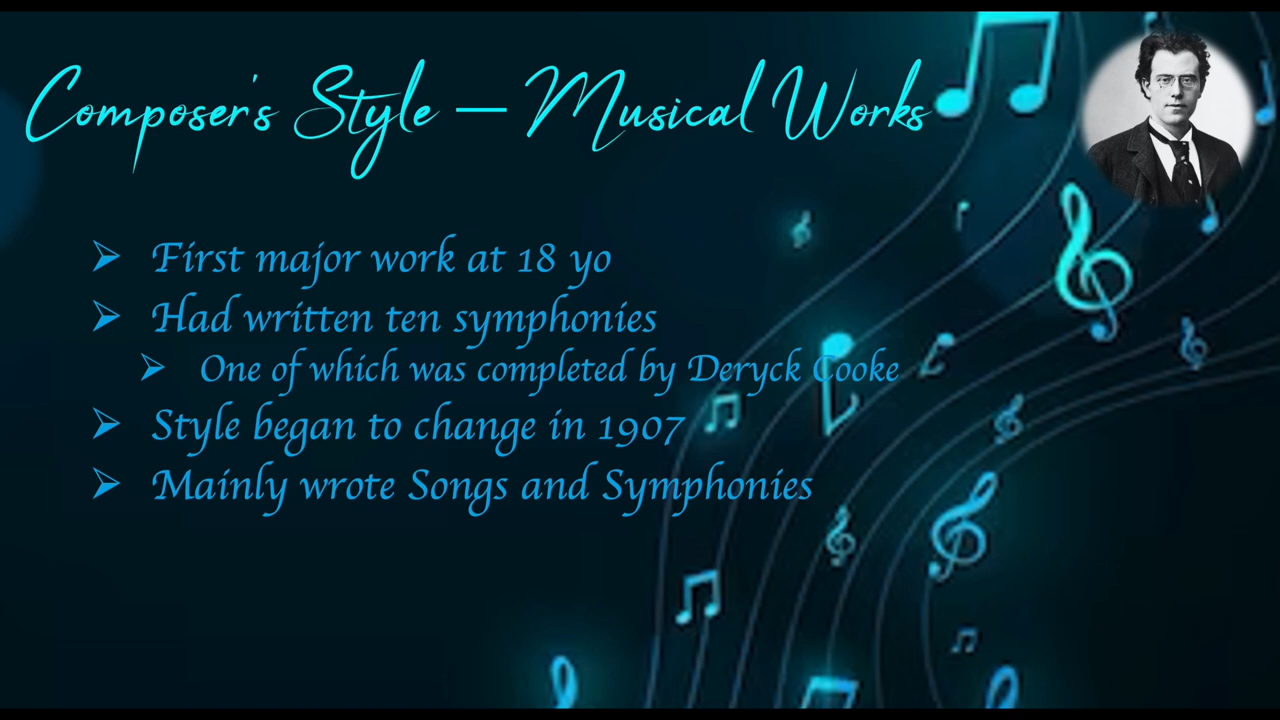 Composer's Style – Musical Works
First major work at 18 yo
Had written ten symphonies
One of which was completed by Deryck Cooke
Style began to change in 1907
Mainly wrote Songs and Symphonies